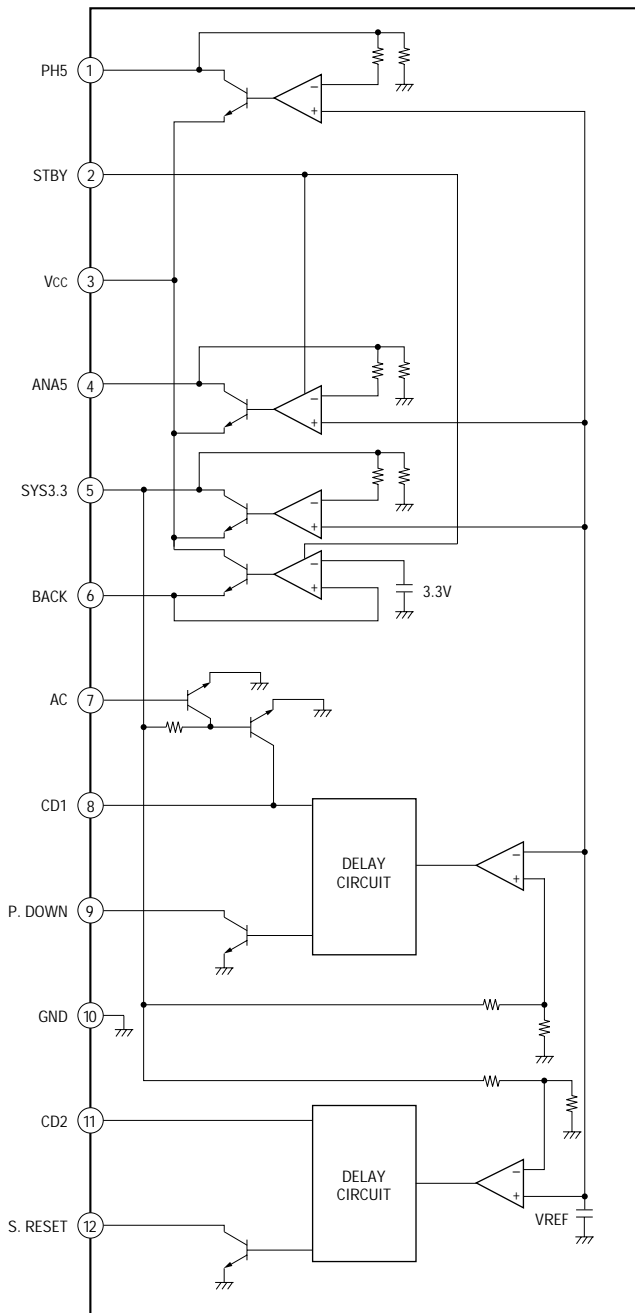 PH5 1
− +
STBY 2
VCC 3
ANA5 4
− +
SYS3.3 5
− +
BACK 6
− +
3.3V
AC 7
CD1 8
DELAY
CIRCUIT
− +
P. DOWN 9
GND 10
CD2 11
DELAY
CIRCUIT
− +
VREF
S. RESET 12